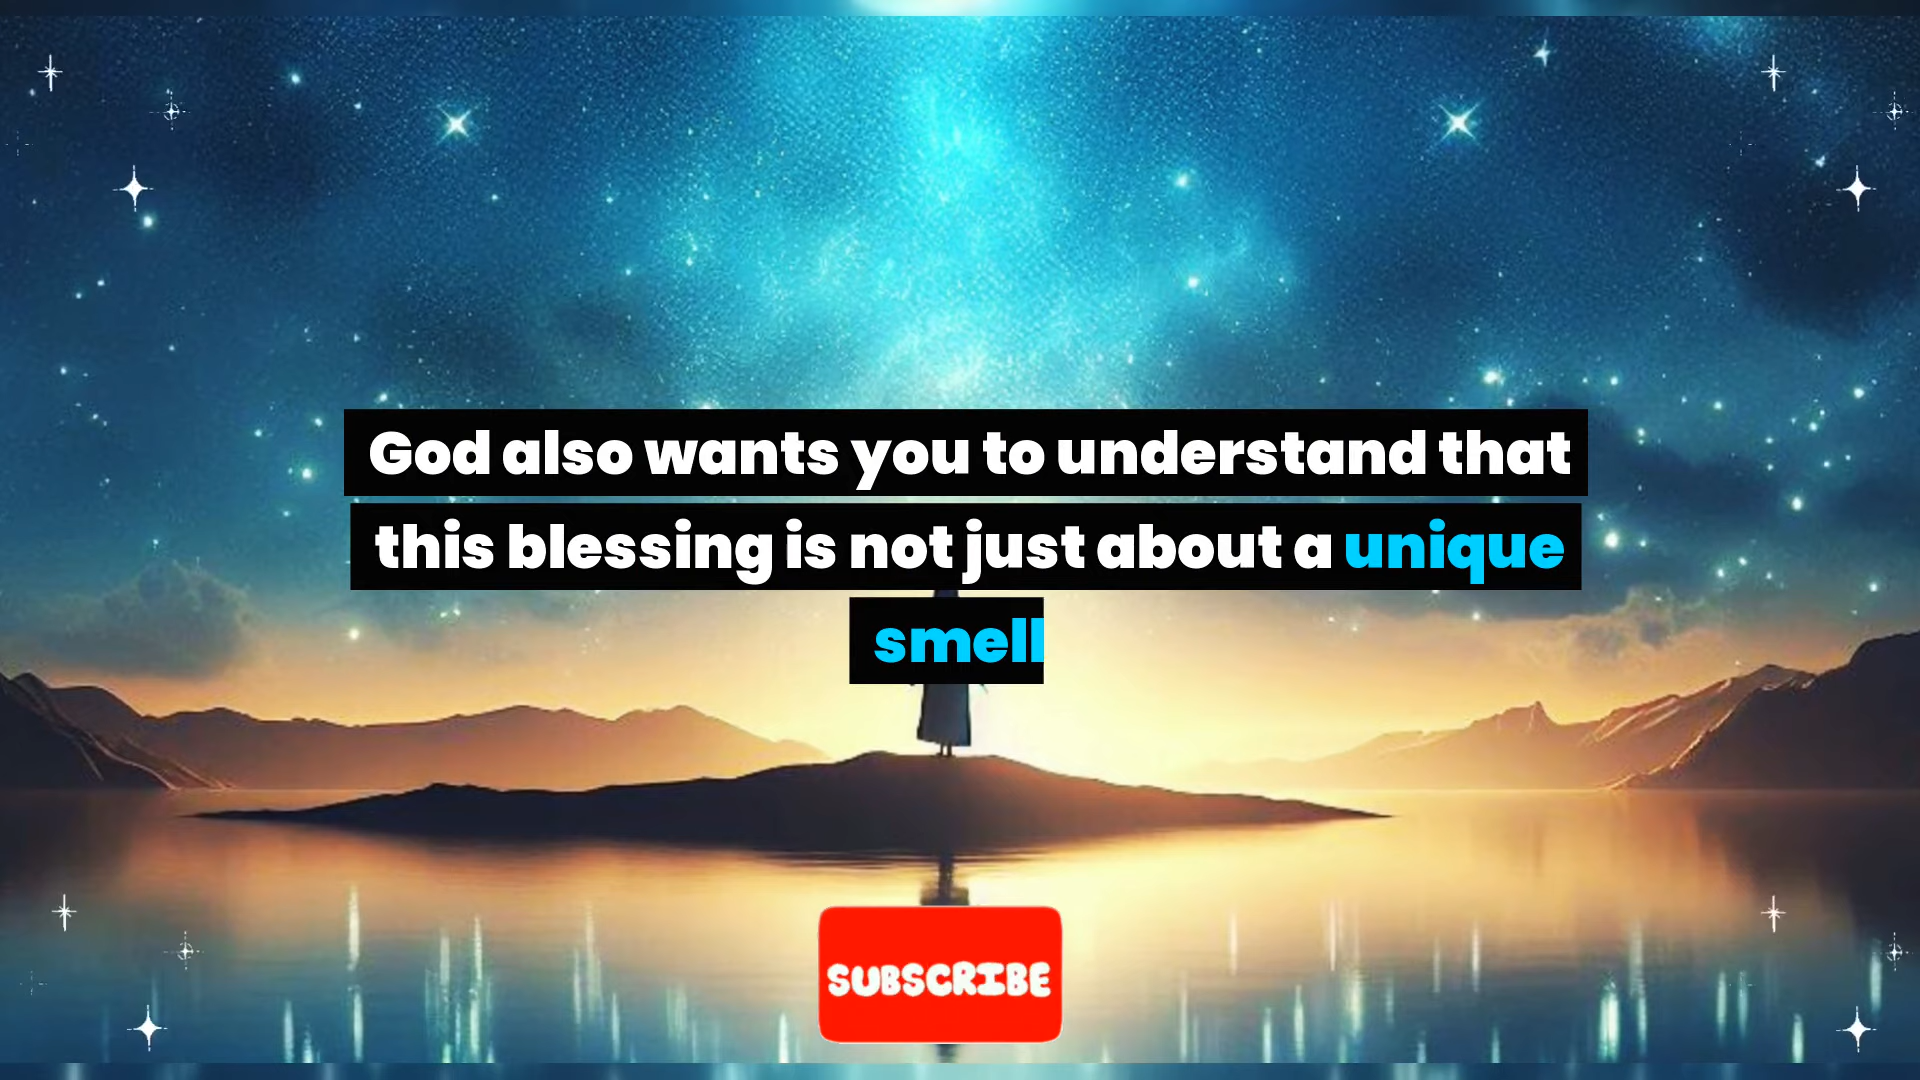 God also wants you to understand that
this blessing is not just about a unique
smell
SUBSCRIBE